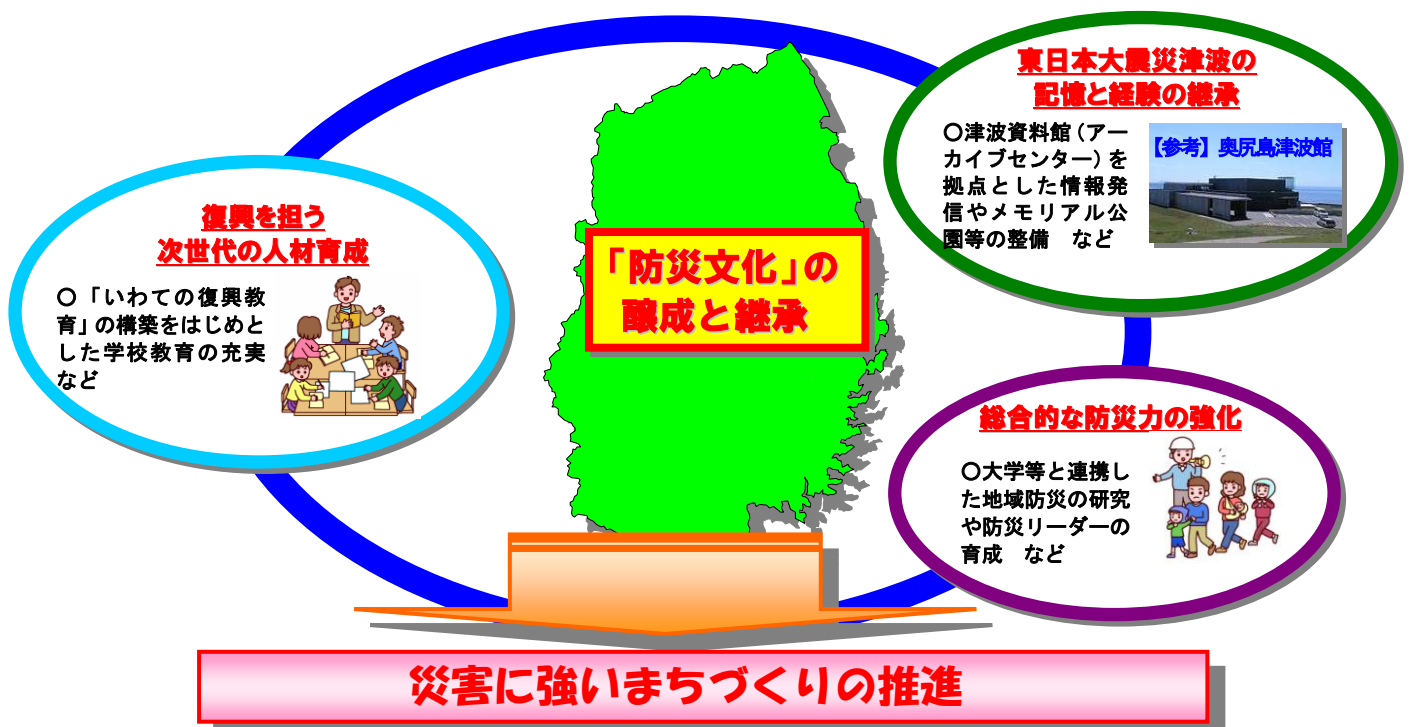 「防災文化」の
醸成と継承
復興を担う
次世代の人材育成
○「いわての復興教
育」の構築をはじめと
した学校教育の充実
など
東日本大震災津波の
記憶と経験の継承
○津波資料館(アー
カイブセンター)を
拠点とした情報発
信やメモリアル公
園等の整備　など
【参考】奥尻島津波館
総合的な防災力の強化
○大学等と連携し
た地域防災の研究
や防災リーダーの
育成　など
災害に強いまちづくりの推進